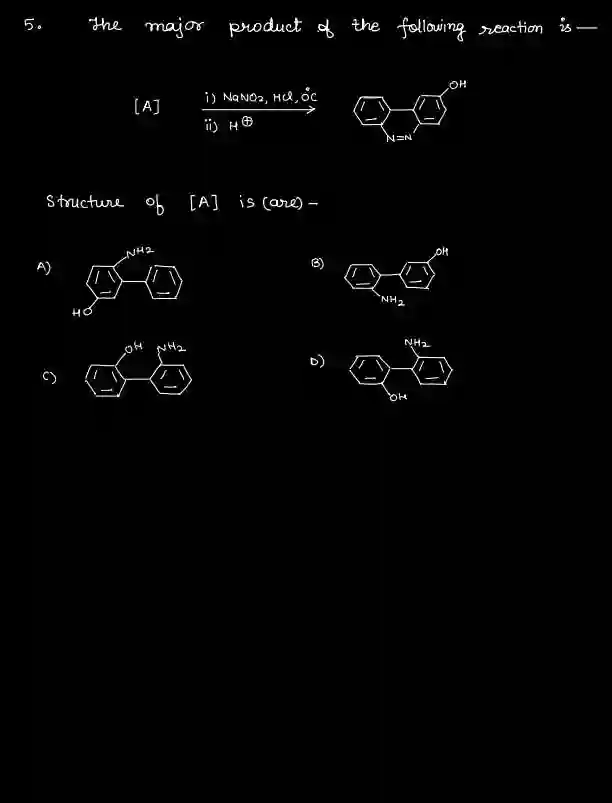 5. The major product of the following reaction is —
[A] i) NaNO2, HCl, 0°C
ii) H⊕
OH
N=N
Structure of [A] is (are) –
A) NH2
HO
B) OH
NH2
C) OH NH2
D) NH2
OH